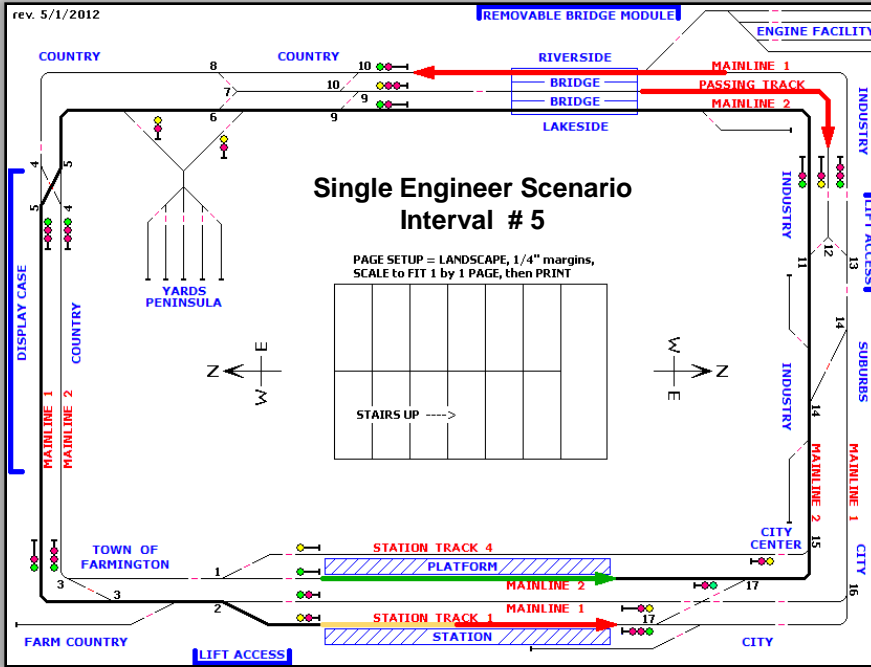 rev. 5/1/2012
REMOVABLE BRIDGE MODULE
ENGINE FACILITY
COUNTRY
COUNTRY
RIVERSIDE
MAINLINE 1
8
10
BRIDGE
PASSING TRACK
7
10
9
BRIDGE
MAINLINE 2
6
9
LAKESIDE
INDUSTRY
4
5
5
4
Single Engineer Scenario
Interval # 5
INDUSTRY
LIFT ACCESS
11
12
13
PAGE SETUP = LANDSCAPE, 1/4" margins,
SCALE to FIT 1 by 1 PAGE, then PRINT
YARDS
PENINSULA
DISPLAY CASE
COUNTRY
14
E
N
W
W
N
E
SUBURBS
INDUSTRY
14
STAIRS UP ---->
MAINLINE 1
MAINLINE 2
MAINLINE 2
MAINLINE 1
TOWN OF
FARMINGTON
STATION TRACK 4
CITY
CENTER
15
CITY
1
PLATFORM
3
3
MAINLINE 2
17
16
2
MAINLINE 1
STATION TRACK 1
17
FARM COUNTRY
STATION
CITY
LIFT ACCESS